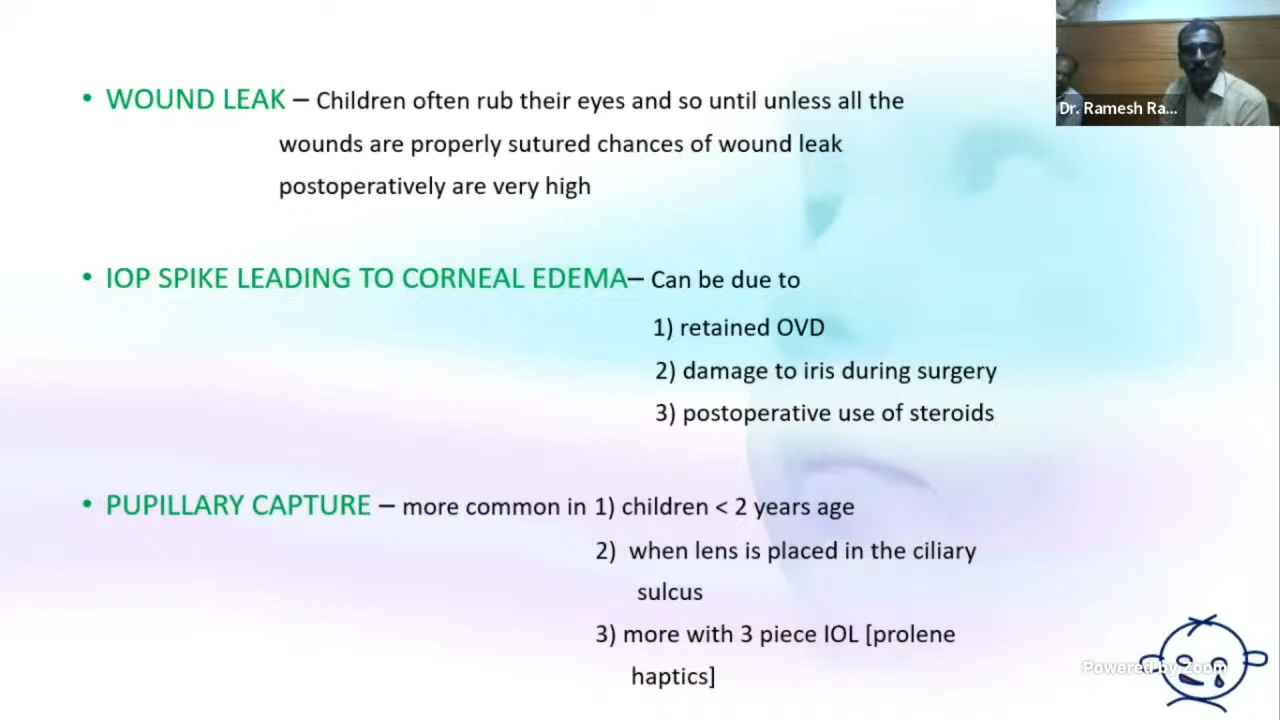 Dr. Ramesh Ra...
• WOUND LEAK – Children often rub their eyes and so until unless all the
wounds are properly sutured chances of wound leak
postoperatively are very high
• IOP SPIKE LEADING TO CORNEAL EDEMA– Can be due to
1) retained OVD
2) damage to iris during surgery
3) postoperative use of steroids
• PUPILLARY CAPTURE – more common in 1) children < 2 years age
2) when lens is placed in the ciliary
sulcus
3) more with 3 piece IOL [prolene
haptics]
Powered by Zoom